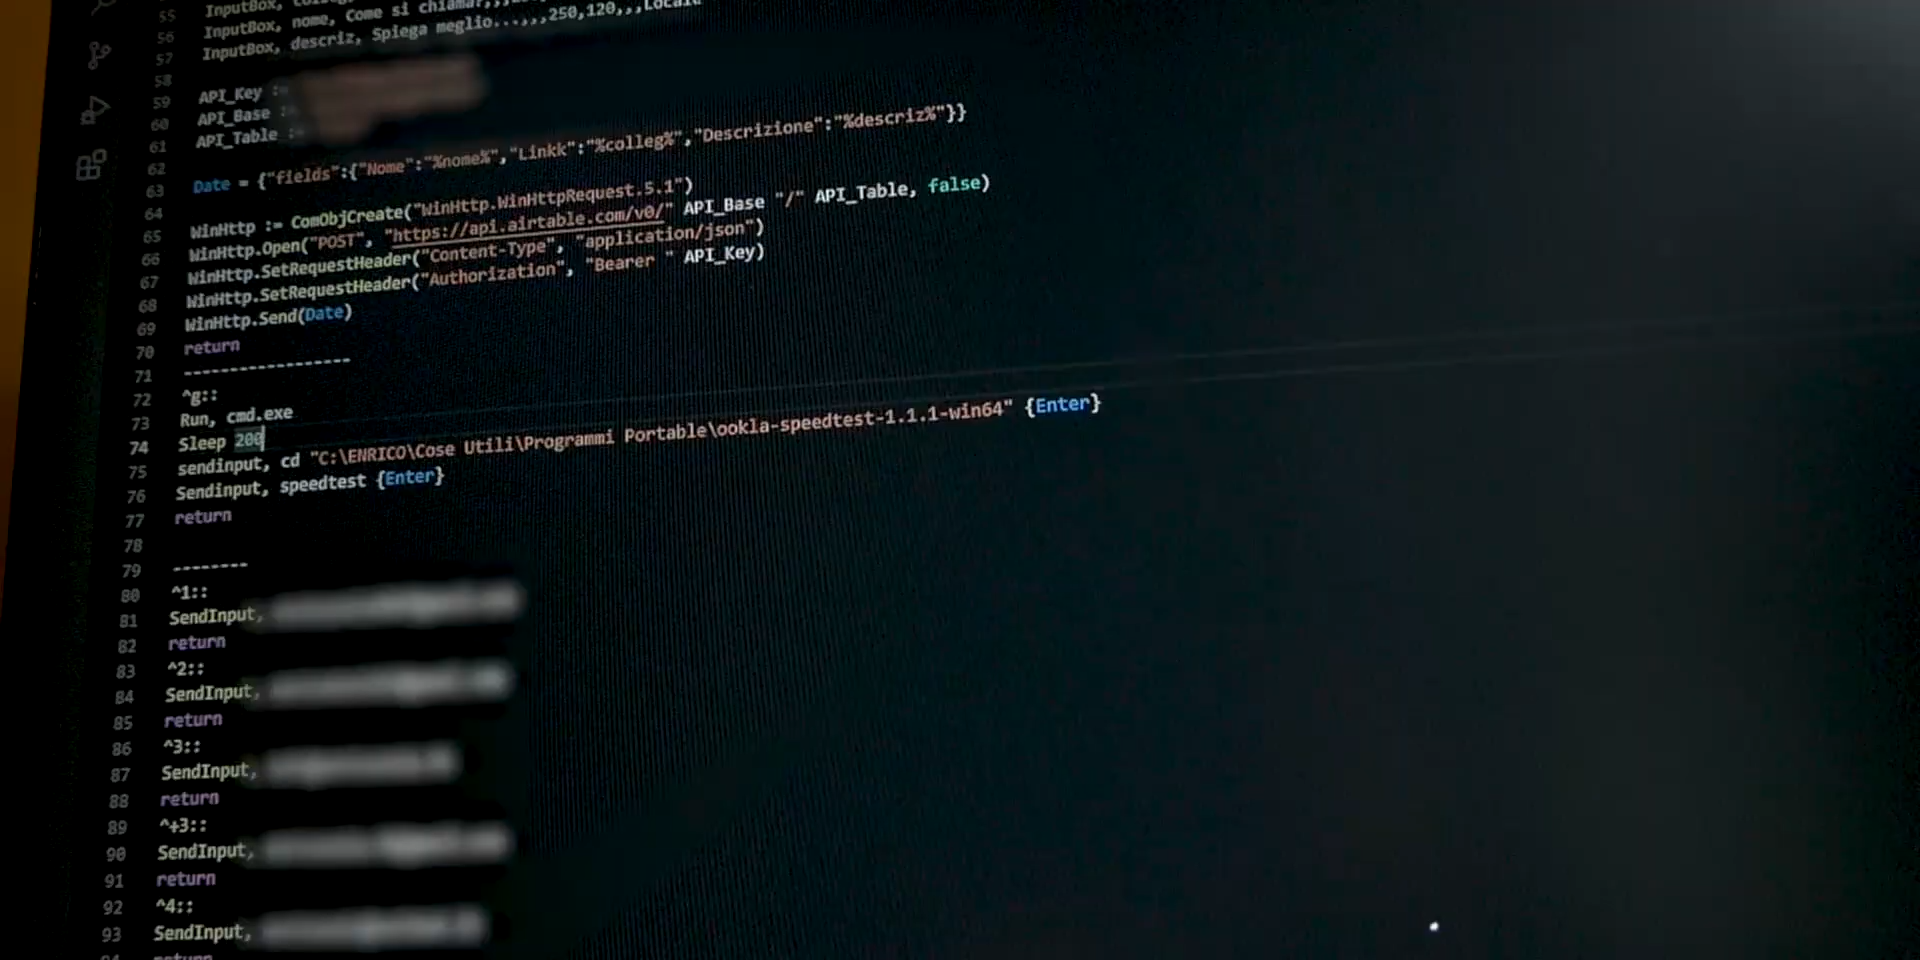 55 InputBox,
56 InputBox, nome, Come si chiama?,,,
57 InputBox, descriz, Spiega meglio...,,,250,120,,,Locale
58
59 API_Key :=
60 API_Base :=
61 API_Table :=
62
63 Date = {"fields":{"Nome":"%nome%","Linkk":"%colleg%","Descrizione":"%descriz%"}}
64
65 WinHttp := ComObjCreate("WinHttp.WinHttpRequest.5.1")
66 WinHttp.Open("POST", "https://api.airtable.com/v0/" API_Base "/" API_Table, false)
67 WinHttp.SetRequestHeader("Content-Type", "application/json")
68 WinHttp.SetRequestHeader("Authorization", "Bearer " API_Key)
69 WinHttp.Send(Date)
70 return
71 -----------------
72 ^g::
73 Run, cmd.exe
74 Sleep 200
75 sendinput, cd "C:\ENRICO\Cose Utili\Programmi Portable\ookla-speedtest-1.1.1-win64" {Enter}
76 Sendinput, speedtest {Enter}
77 return
78
79 --------
80 ^1::
81 SendInput,
82 return
83 ^2::
84 SendInput,
85 return
86 ^3::
87 SendInput,
88 return
89 ^+3::
90 SendInput,
91 return
92 ^4::
93 SendInput,
94 return